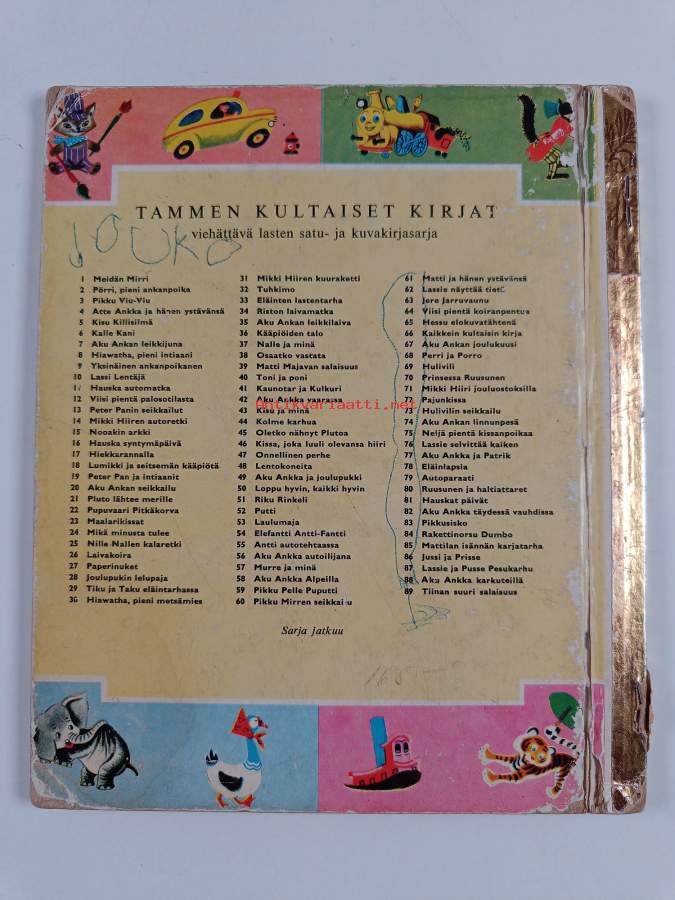 TAMMEN KULTAISET KIRJAT
viehättävä lasten satu- ja kuvakirjasarja
JOUKO
1 Meidän Mirri
2 Pörri, pieni ankanpoika
3 Pikku Viu-Viu
4 Atte Ankka ja hänen ystävänsä
5 Kisu Killisilmä
6 Kalle Kani
7 Aku Ankan leikkijuna
8 Hiawatha, pieni intiaani
9 Yksinäinen ankanpoikanen
10 Lassi Lentäjä
11 Hauska automatka
12 Viisi pientä palosotilasta
13 Peter Panin seikkailut
14 Mikki Hiiren autoretki
15 Nooakin arkki
16 Hauska syntymäpäivä
17 Hiekkarannalla
18 Lumikki ja seitsemän kääpiötä
19 Peter Pan ja intiaanit
20 Aku Ankan seikkailu
21 Pluto lähtee merille
22 Pupuvaari Pitkäkorva
23 Maalarikissat
24 Mikä minusta tulee
25 Nille Nallen kalaretki
26 Laivakoira
27 Paperinuket
28 Joulupukin lelupaja
29 Tiku ja Taku eläintarhassa
30 Hiawatha, pieni metsämies
31 Mikki Hiiren kuuraketti
32 Tuhkimo
33 Eläinten lastentarha
34 Riston laivamatka
35 Aku Ankan leikkilaiva
36 Kääpiöiden talo
37 Nalle ja minä
38 Osaatko vastata
39 Matti Majavan salaisuus
40 Toni ja poni
41 Kaunotar ja Kulkuri
42 Aku Ankka vaarassa
43 Kisu ja minä
44 Kolme karhua
45 Oletko nähnyt Plutoa
46 Kissa, joka luuli olevansa hiiri
47 Onnellinen perhe
48 Lentokoneita
49 Aku Ankka ja joulupukki
50 Loppu hyvin, kaikki hyvin
51 Riku Rinkeli
52 Putti
53 Laulumaja
54 Elefantti Antti-Fantti
55 Antti autotehtaassa
56 Aku Ankka autoilijana
57 Murre ja minä
58 Aku Ankka Alpeilla
59 Pikku Pelle Puputti
60 Pikku Mirren seikkailu
61 Matti ja hänen ystävänsä
62 Lassie näyttää tietä
63 Jere Jarruvaunu
64 Viisi pientä koiranpentua
65 Hessu elokuvatähtenä
66 Kaikkein kultaisin kirja
67 Aku Ankan joulukuusi
68 Perri ja Porro
69 Hulivili
70 Prinsessa Ruusunen
71 Mikki Hiiri jouluostoksilla
72 Pajunkissa
73 Hulivilin seikkailu
74 Aku Ankan linnunpesä
75 Neljä pientä kissanpoikaa
76 Lassie selvittää kaiken
77 Aku Ankka ja Patrik
78 Eläinlapsia
79 Autoparaati
80 Ruusunen ja haltiattaret
81 Hauskat päivät
82 Aku Ankka täydessä vauhdissa
83 Pikkusisko
84 Rakettinorsu Dumbo
85 Mattilan isännän karjatarha
86 Jussi ja Prisse
87 Lassie ja Pusse Pesukarhu
88 Aku Ankka karkuteillä
89 Tiinan suuri salaisuus
Sarja jatkuu
Antikvariaatti.net